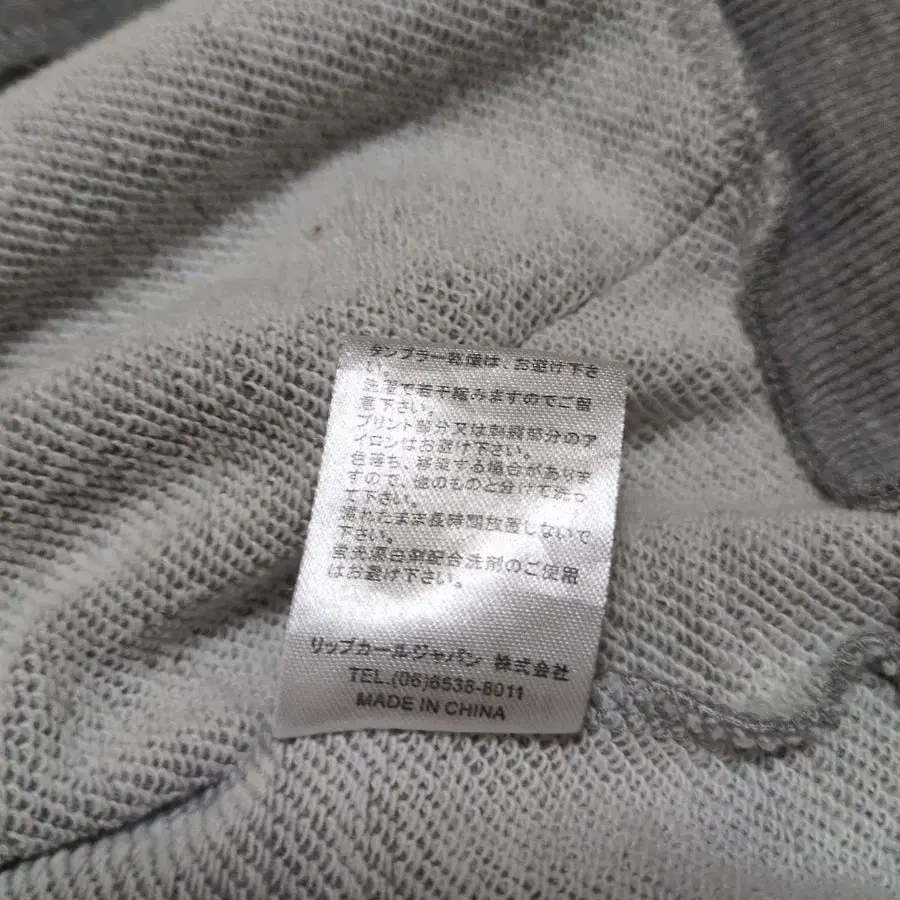 タンブラー乾燥は、お避け下さ
い。
洗濯で若干縮みますのでご留
意下さい。
プリント部分又は刺繍部分のア
イロンはお避け下さい。
色落ち、移染する場合がありま
すので、他のものと分けて洗っ
て下さい。
濡れたまま長時間放置しないで
下さい。
蛍光漂白剤配合洗剤のご使用
はお避け下さい。
リップカールジャパン 株式会社
TEL.(06)6538-8011
MADE IN CHINA